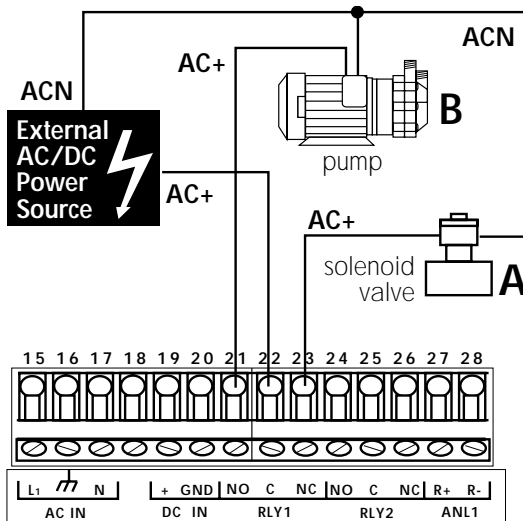 ACN
AC+
ACN
External
AC/DC
Power
Source
B
pump
AC+
AC+
solenoid
valve
A
15 16 17 18 19 20 21 22 23 24 25 26 27 28
L1 N + GND NO C NC NO C NC R+ R-
AC IN DC IN RLY1 RLY2 ANL1